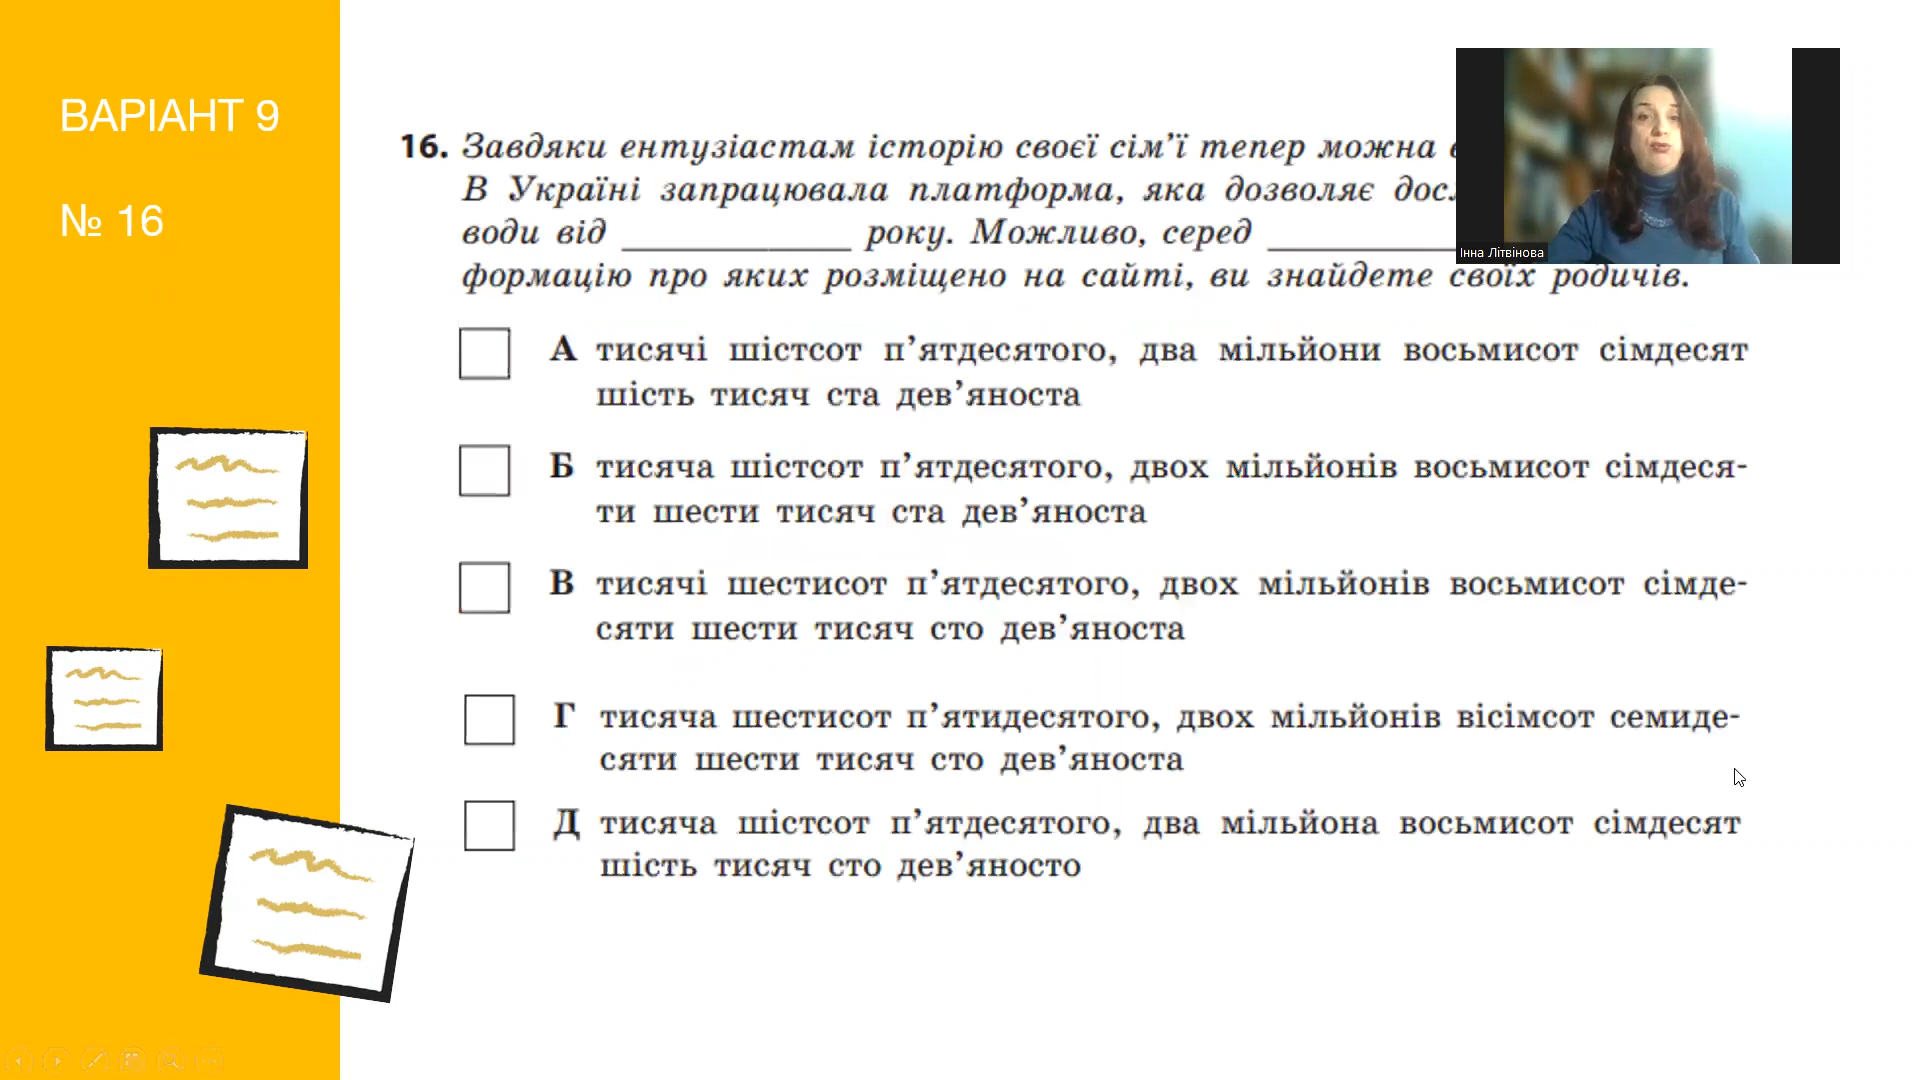 ВАРІАНТ 9
№ 16
16. Завдяки ентузіастам історію своєї сім’ї тепер можна
В Україні запрацювала платформа, яка дозволяє
води від ____________ року. Можливо, серед __________
формацію про яких розміщено на сайті, ви знайдете своїх родичів.
Інна Літвінова
А тисячі шістсот п’ятдесятого, два мільйони восьмисот сімдесят
шість тисяч ста дев’яноста
Б тисяча шістсот п’ятдесятого, двох мільйонів восьмисот сімдеся-
ти шести тисяч ста дев’яноста
В тисячі шестисот п’ятдесятого, двох мільйонів восьмисот сімде-
сяти шести тисяч сто дев’яноста
Г тисяча шестисот п’ятидесятого, двох мільйонів вісімсот семиде-
сяти шести тисяч сто дев’яноста
Д тисяча шістсот п’ятдесятого, два мільйона восьмисот сімдесят
шість тисяч сто дев’яносто